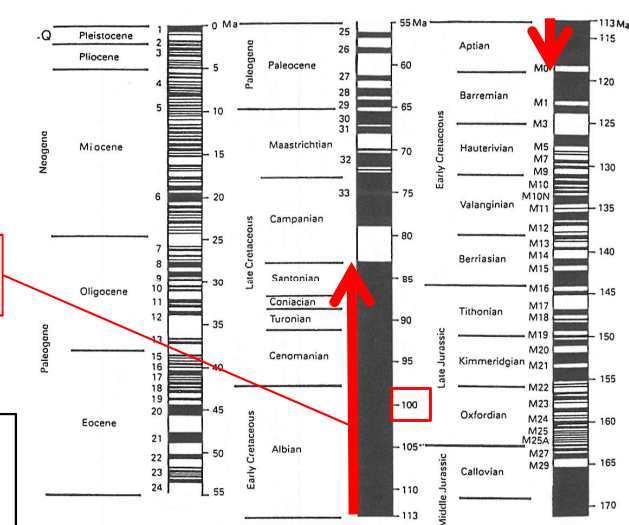 -Q
Pleistocene
Pliocene
Miocene
Oligocene
Eocene
Neogene
Paleogene
1
2
3
4
5
6
7
8
9
10
11
12
13
15
16
17
18
19
20
21
22
23
24
0 Ma
5
10
15
20
25
30
35
40
45
50
55
Paleogene
Late Cretaceous
Early Cretaceous
Paleocene
Maastrichtian
Campanian
Santonian
Coniacian
Turonian
Cenomanian
Albian
25
26
27
28
29
30
31
32
33
55 Ma
60
65
70
75
80
85
90
95
100
105
110
113
Early Cretaceous
Late Jurassic
Middle Jurassic
Aptian
Barremian
Hauterivian
Valanginian
Berriasian
Tithonian
Kimmeridgian
Oxfordian
Callovian
M0
M1
M3
M5
M7
M9
M10
M10N
M11
M12
M13
M14
M15
M16
M17
M18
M19
M20
M21
M22
M23
M24
M25
M25A
M27
M29
113 Ma
115
120
125
130
135
140
145
150
155
160
165
170